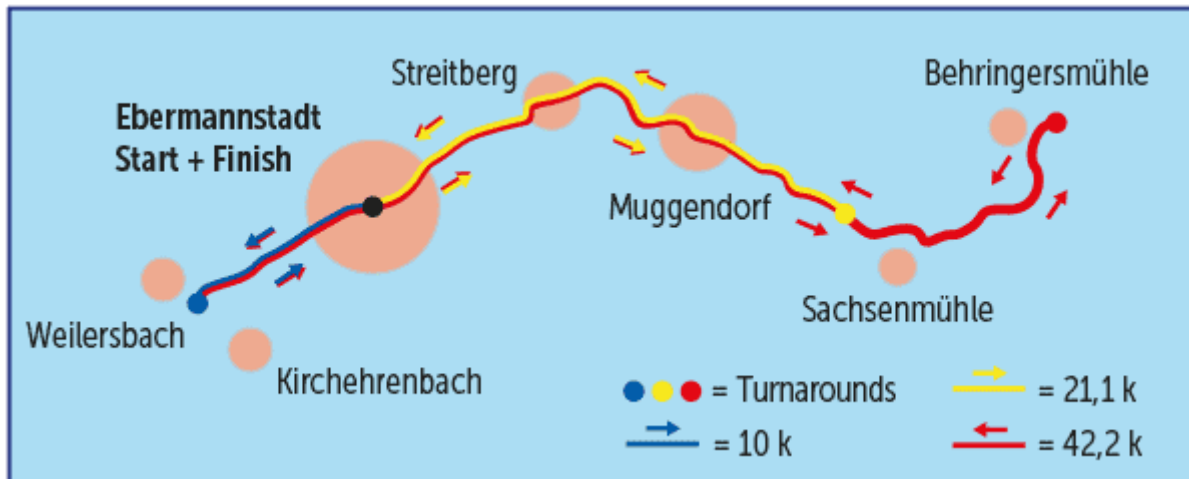 Streitberg
Behringersmühle
Ebermannstadt
Start + Finish
Muggendorf
Sachsenmühle
Weilersbach
Kirchehrenbach
= Turnarounds
= 21,1 k
= 10 k
= 42,2 k